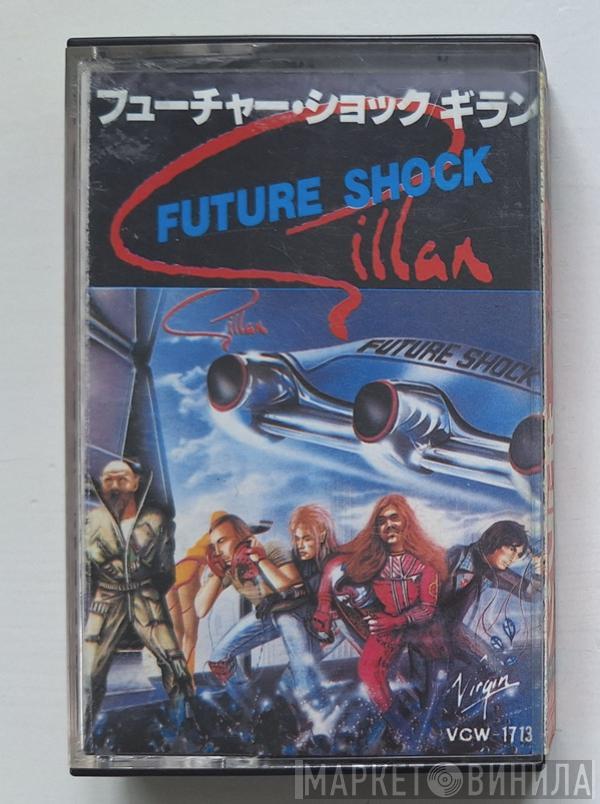 フューチャー・ショック ギラン
FUTURE SHOCK
Gillan
Gillan
FUTURE SHOCK
Virgin
VCW 1713
МАРКЕТ ВИНИЛА